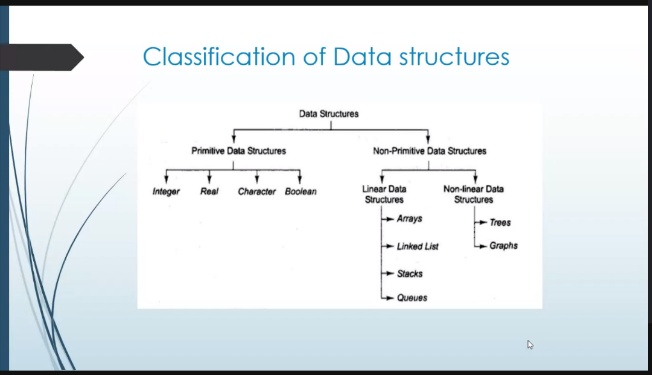 Classification of Data structures
Data Structures
Primitive Data Structures
Non-Primitive Data Structures
Integer
Real
Character
Boolean
Linear Data
Structures
Non-linear Data
Structures
Arrays
Linked List
Stacks
Queues
Trees
Graphs